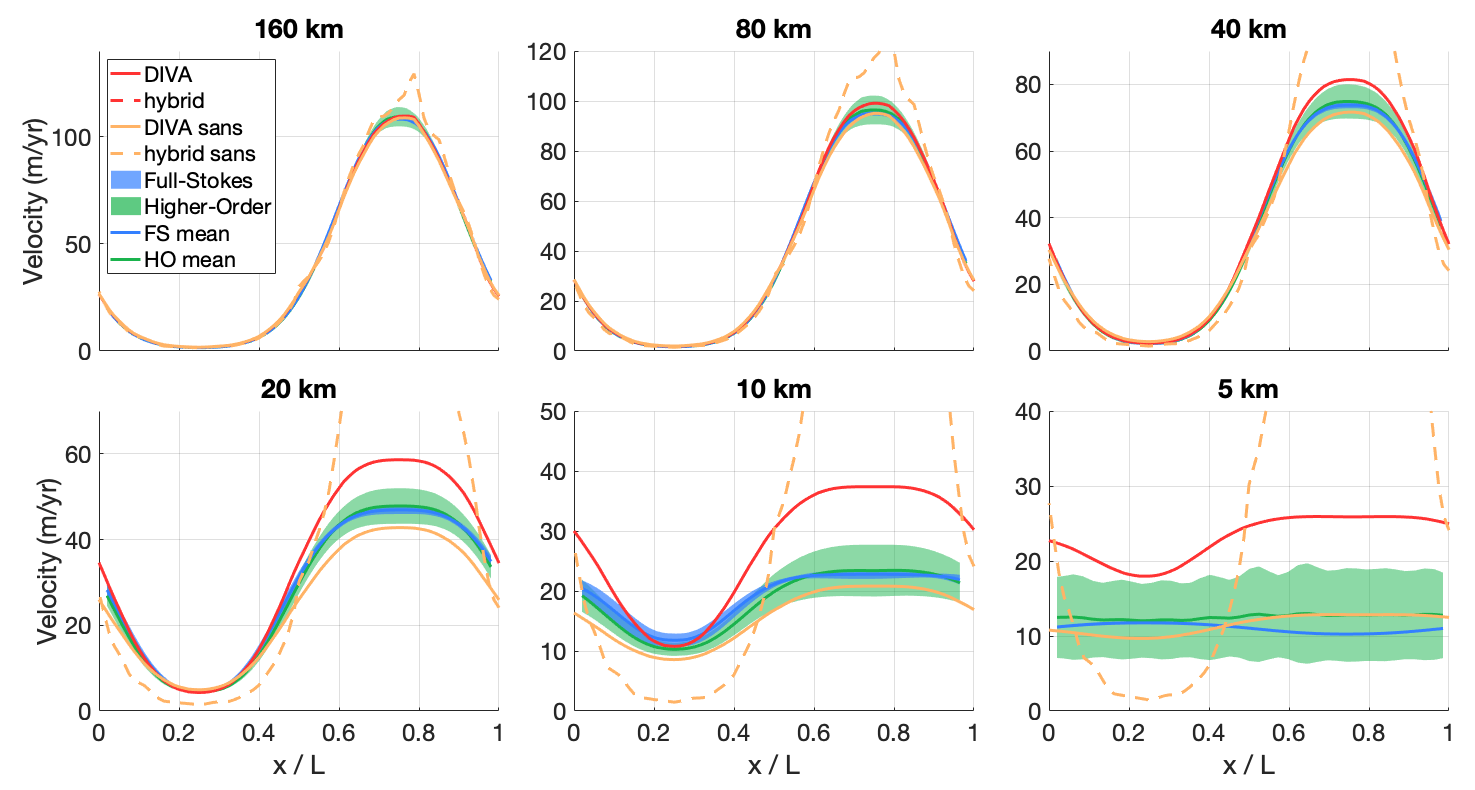 160 km
80 km
40 km
Velocity (m/yr)
100
50
0
DIVA
hybrid
DIVA sans
hybrid sans
Full-Stokes
Higher-Order
FS mean
HO mean
120
100
80
60
40
20
0
80
60
40
20
0
20 km
10 km
5 km
Velocity (m/yr)
60
40
20
0
0 0.2 0.4 0.6 0.8 1
x / L
50
40
30
20
10
0
0 0.2 0.4 0.6 0.8 1
x / L
40
30
20
10
0
0 0.2 0.4 0.6 0.8 1
x / L